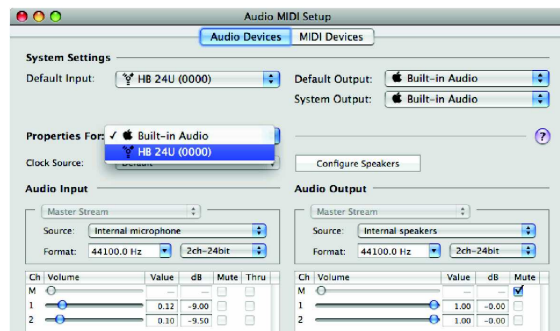 Audio MIDI Setup
Audio Devices MIDI Devices
System Settings
Default Input: HB 24U (0000)
Default Output: Built-in Audio
System Output: Built-in Audio
Properties For: ✓ Built-in Audio
HB 24U (0000)
?
Clock Source:
Configure Speakers
Audio Input
Master Stream
Source: Internal microphone
Format: 44100.0 Hz 2ch-24bit
Ch Volume Value dB Mute Thru
M — —
1 0.12 -9.00
2 0.10 -9.50
Audio Output
Master Stream
Source: Internal speakers
Format: 44100.0 Hz 2ch-24bit
Ch Volume Value dB Mute
M — —
1 1.00 -0.00
2 1.00 -0.00